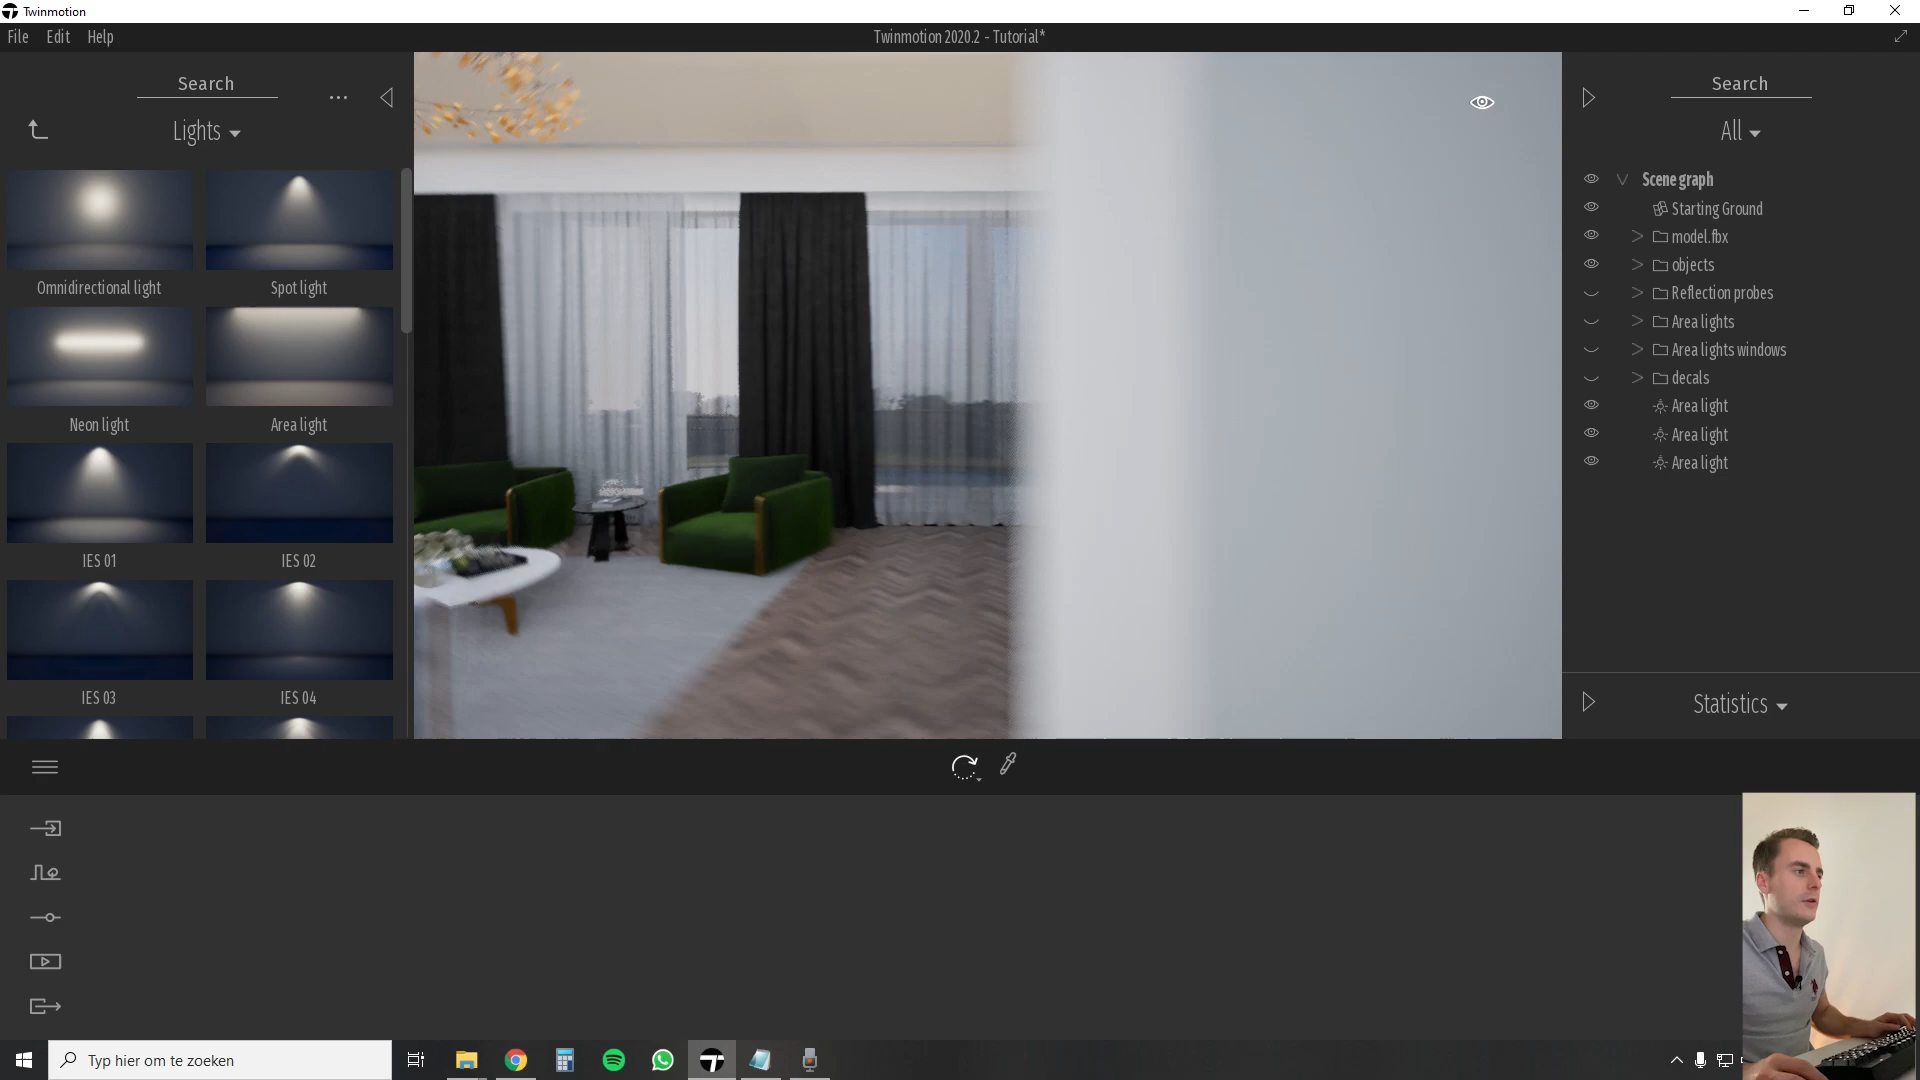 Twinmotion
File Edit Help
Twinmotion 2020.2 - Tutorial*
Search
Lights
Omnidirectional light
Spot light
Neon light
Area light
IES 01
IES 02
IES 03
IES 04
Search
All
Scene graph
Starting Ground
model.fbx
objects
Reflection probes
Area lights
Area lights windows
decals
Area light
Area light
Area light
Statistics
Typ hier om te zoeken